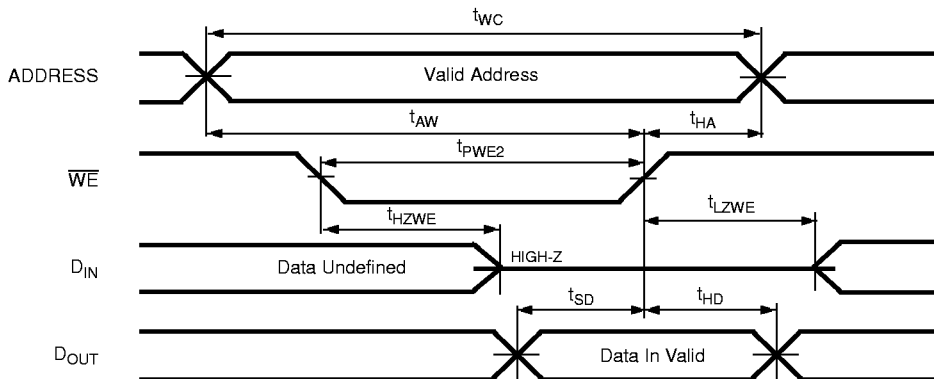 tWC
ADDRESS
Valid Address
tAW
tHA
WE
tPWE2
tHZWE
tLZWE
DIN
Data Undefined
HIGH-Z
tSD
tHD
DOUT
Data In Valid